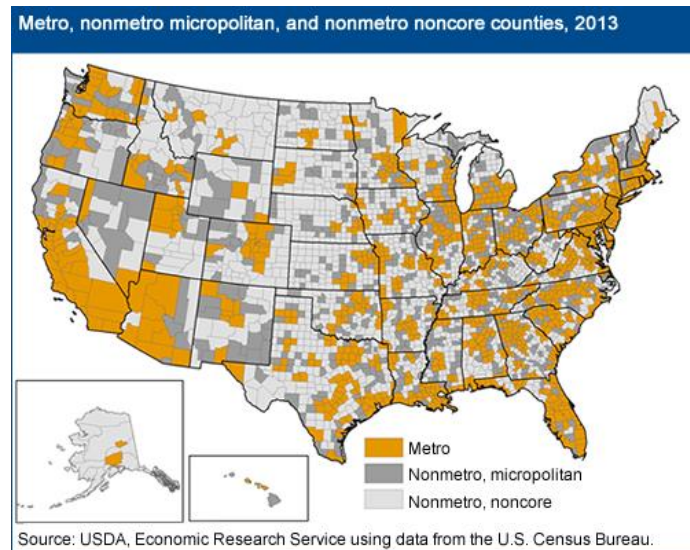 Metro, nonmetro micropolitan, and nonmetro noncore counties, 2013
Metro
Nonmetro, micropolitan
Nonmetro, noncore
Source: USDA, Economic Research Service using data from the U.S. Census Bureau.